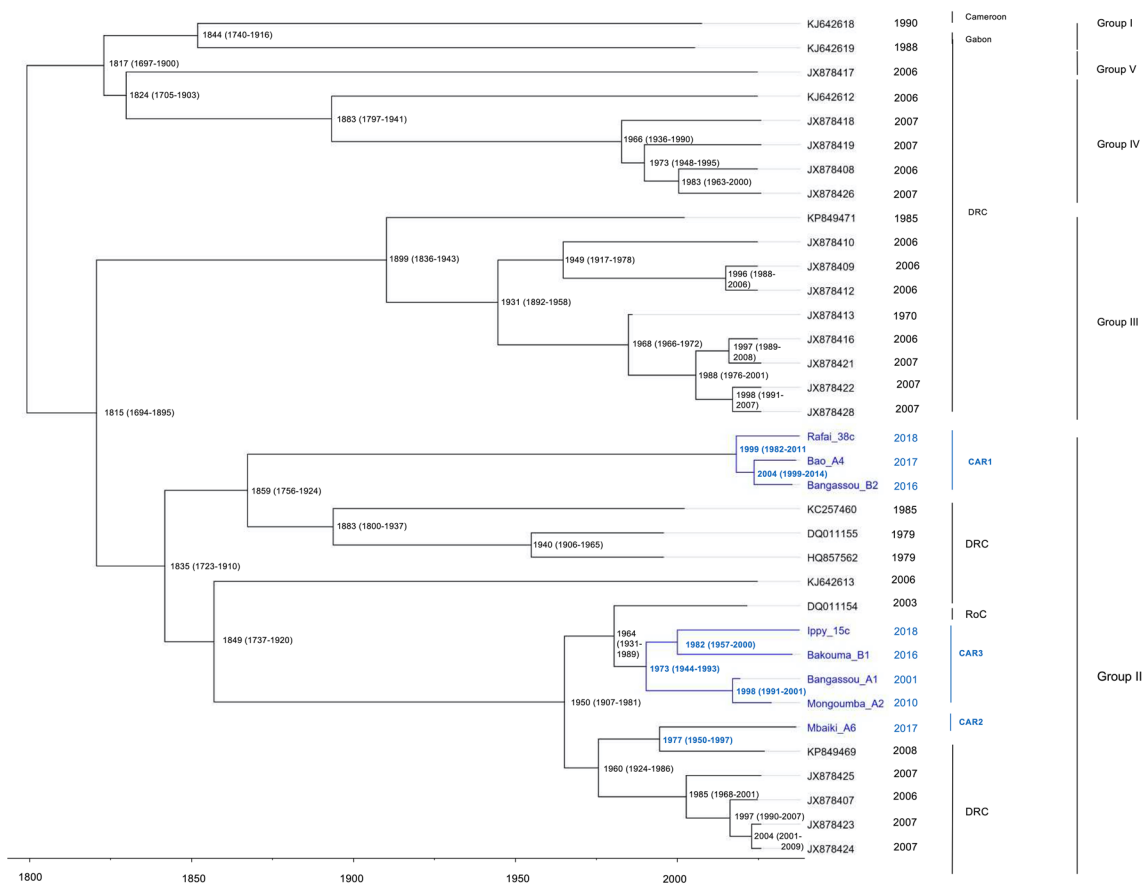 KJ642618 1990 Cameroon
1844 (1740-1916)
Group I
Gabon
KJ642619 1988
1817 (1697-1900)
JX878417 2006
Group V
1824 (1705-1903)
KJ642612 2006
1883 (1797-1941)
JX878418 2007
1966 (1936-1990)
JX878419 2007
Group IV
1973 (1948-1995)
JX878408 2006
1983 (1963-2000)
JX878426 2007
DRC
KP849471 1985
JX878410 2006
1899 (1836-1943)
1949 (1917-1978)
JX878409 2006
1996 (1988-
2006)
JX878412 2006
1931 (1892-1958)
JX878413 1970
Group III
JX878416 2006
1968 (1966-1972)
1997 (1989-
2008)
JX878421 2007
1988 (1976-2001)
JX878422 2007
1998 (1991-
2007)
JX878428 2007
1815 (1694-1895)
Rafai_38c 2018
1999 (1982-2011
Bao_A4 2017
CAR1
2004 (1999-2014)
Bangassou_B2 2016
1859 (1756-1924)
KC257460 1985
1883 (1800-1937)
DQ011155 1979
1940 (1906-1965)
DRC
HQ857562 1979
1835 (1723-1910)
KJ642613 2006
DQ011154 2003
RoC
Ippy_15c 2018
1849 (1737-1920)
1964
(1931-
1989)
1982 (1957-2000)
Bakouma_B1 2016
CAR3
1973 (1944-1993)
Bangassou_A1 2001
Group II
1998 (1991-2001)
1950 (1907-1981)
Mongoumba_A2 2010
Mbaiki_A6 2017
CAR2
1977 (1950-1997)
KP849469 2008
1960 (1924-1986)
JX878425 2007
1985 (1968-2001)
JX878407 2006
DRC
1997 (1990-2007)
JX878423 2007
2004 (2001-
2009)
JX878424 2007
1800 1850 1900 1950 2000